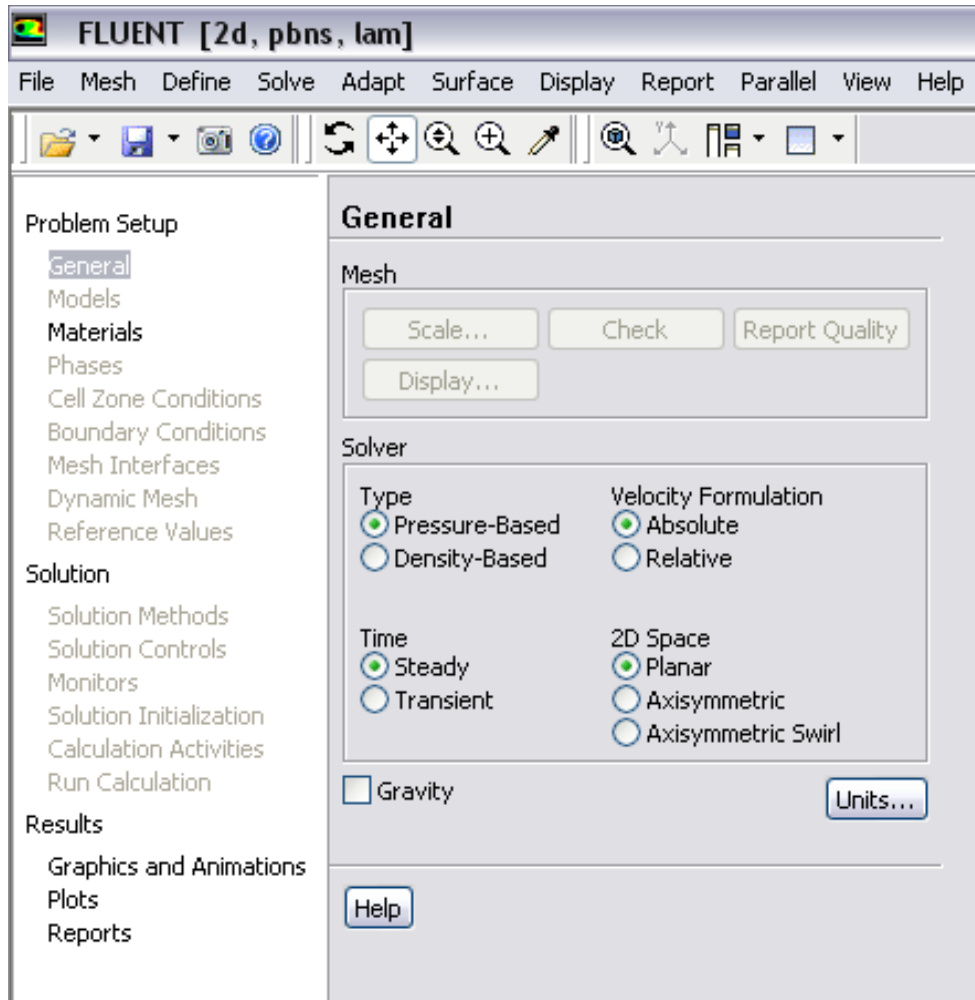 FLUENT [2d, pbns, lam]
File Mesh Define Solve Adapt Surface Display Report Parallel View Help
Problem Setup
General
Models
Materials
Phases
Cell Zone Conditions
Boundary Conditions
Mesh Interfaces
Dynamic Mesh
Reference Values
Solution
Solution Methods
Solution Controls
Monitors
Solution Initialization
Calculation Activities
Run Calculation
Results
Graphics and Animations
Plots
Reports
General
Mesh
Scale... Check Report Quality
Display...
Solver
Type
Pressure-Based
Density-Based
Velocity Formulation
Absolute
Relative
Time
Steady
Transient
2D Space
Planar
Axisymmetric
Axisymmetric Swirl
Gravity
Units...
Help